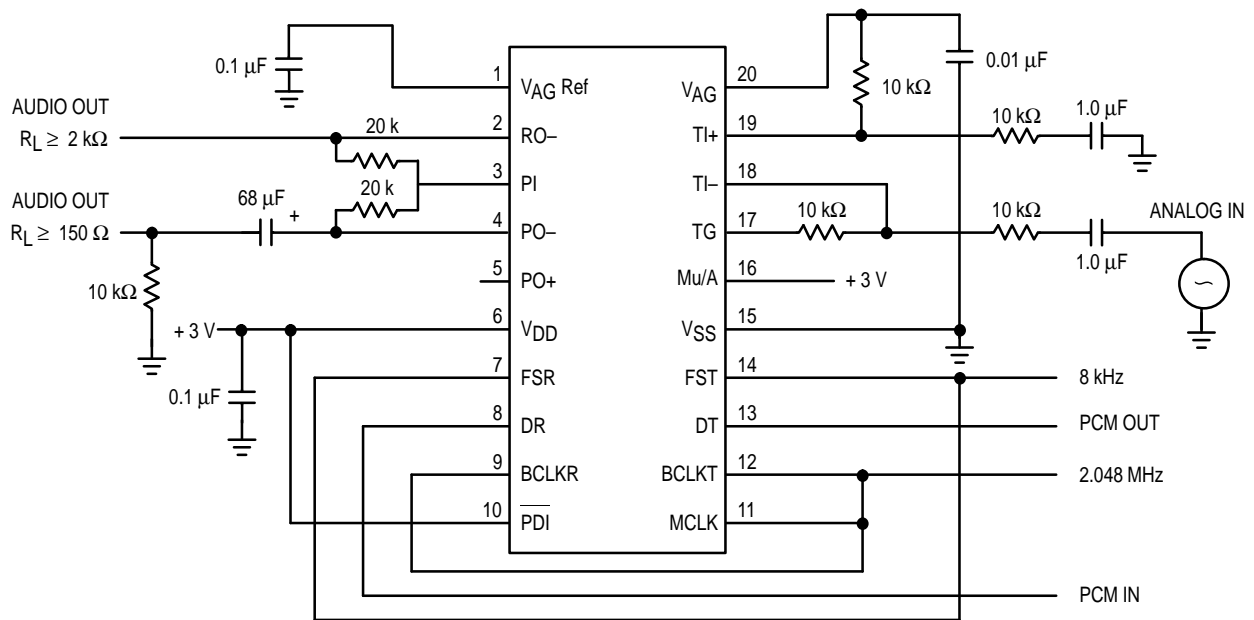 0.1 µF
1
V_AG Ref
20
V_AG
10 kΩ
0.01 µF
AUDIO OUT
R_L ≥ 2 kΩ
20 k
2
RO–
19
TI+
10 kΩ
1.0 µF
3
PI
18
TI–
AUDIO OUT
R_L ≥ 150 Ω
68 µF
+
20 k
4
PO–
17
TG
10 kΩ
10 kΩ
1.0 µF
ANALOG IN
~
10 kΩ
5
PO+
16
Mu/A
+ 3 V
+ 3 V
6
V_DD
15
V_SS
0.1 µF
7
FSR
14
FST
8 kHz
8
DR
13
DT
PCM OUT
9
BCLKR
12
BCLKT
2.048 MHz
10
PDI
11
MCLK
PCM IN